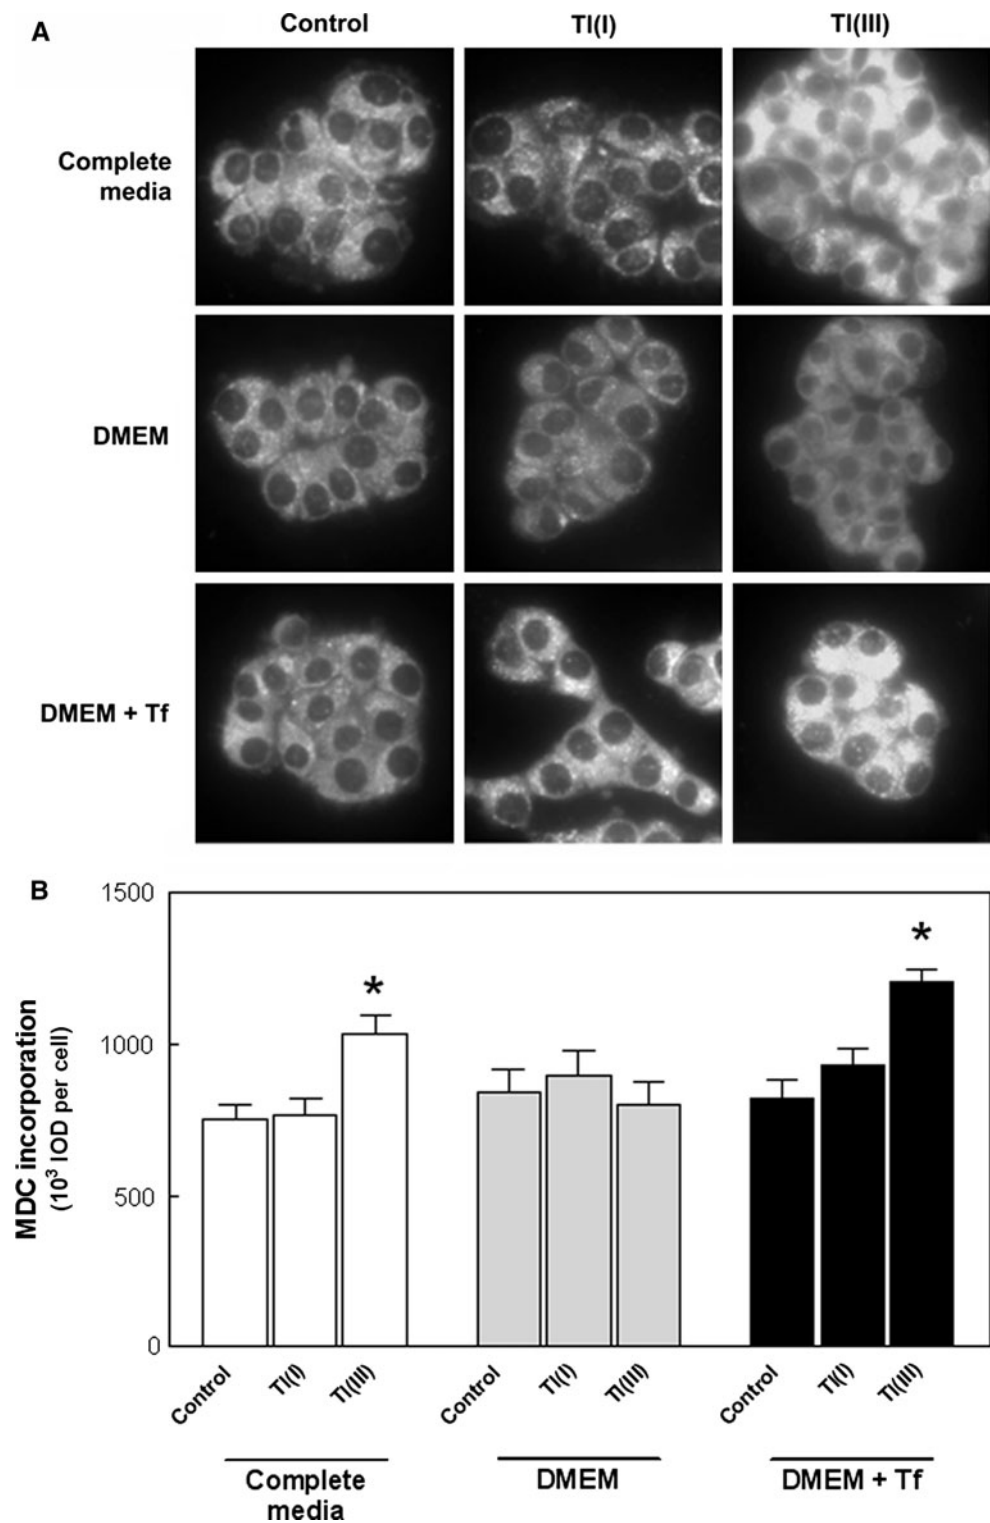 A
Control
Tl(I)
Tl(III)
Complete
media
DMEM
DMEM + Tf
B
MDC incorporation
(10³ IOD per cell)
1500
1000
500
0
*
*
Control
Tl(I)
Tl(III)
Control
Tl(I)
Tl(III)
Control
Tl(I)
Tl(III)
Complete
media
DMEM
DMEM + Tf